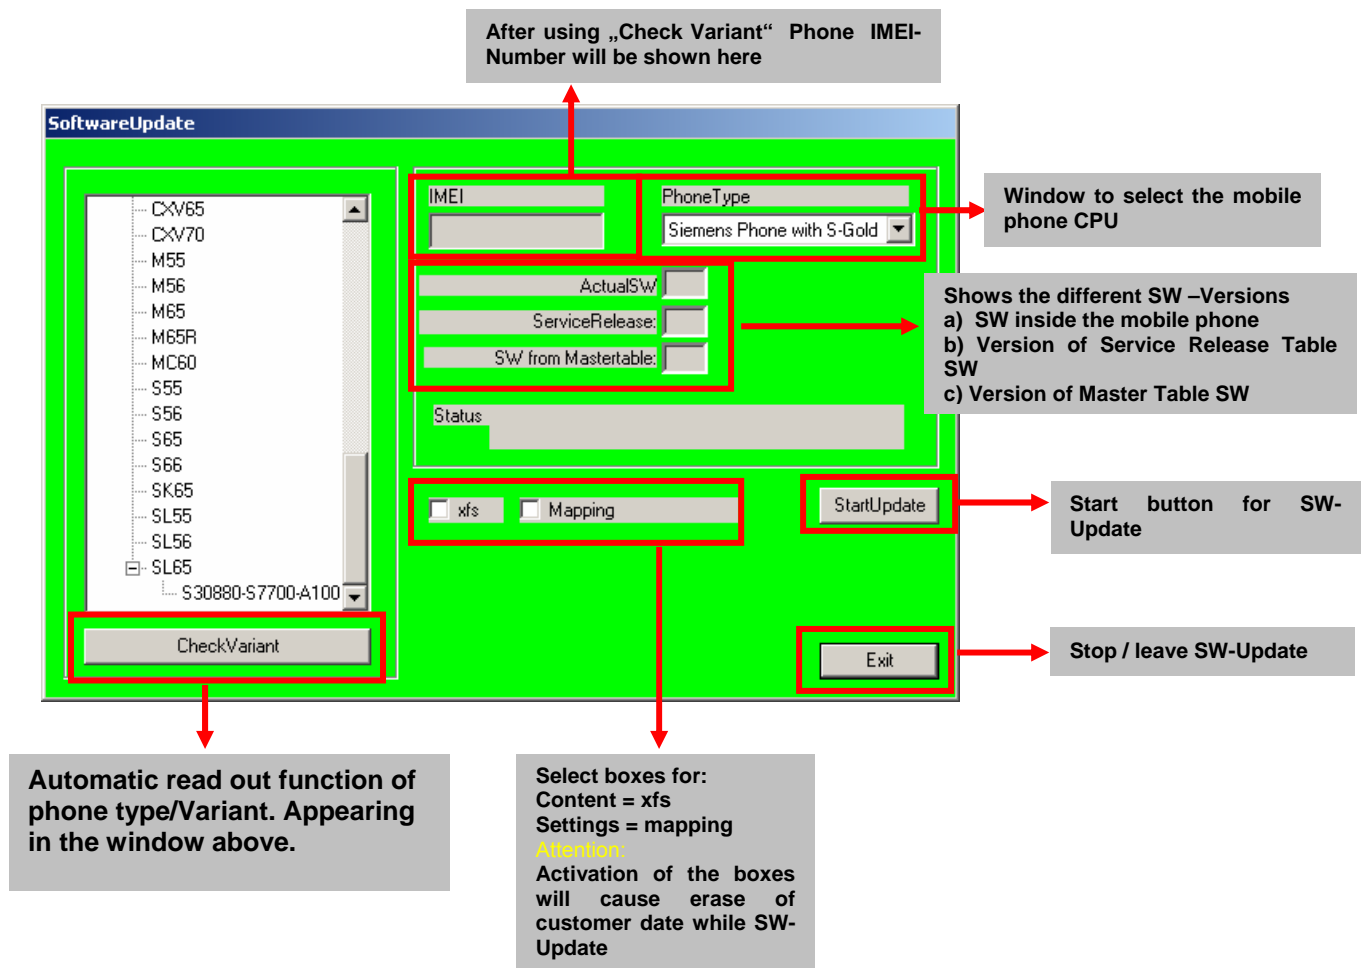 After using „Check Variant“ Phone IMEI-
Number will be shown here
SoftwareUpdate
CXV65
CXV70
M55
M56
M65
M65R
MC60
S55
S56
S65
S66
SK65
SL55
SL56
SL65
S30880-S7700-A100
CheckVariant
IMEI
PhoneType
Siemens Phone with S-Gold
ActualSW
ServiceRelease:
SW from Mastertable:
Status
xfs
Mapping
StartUpdate
Exit
Window to select the mobile
phone CPU
Shows the different SW –Versions
a) SW inside the mobile phone
b) Version of Service Release Table
SW
c) Version of Master Table SW
Start button for SW-
Update
Stop / leave SW-Update
Automatic read out function of
phone type/Variant. Appearing
in the window above.
Select boxes for:
Content = xfs
Settings = mapping
Attention:
Activation of the boxes
will cause erase of
customer date while SW-
Update